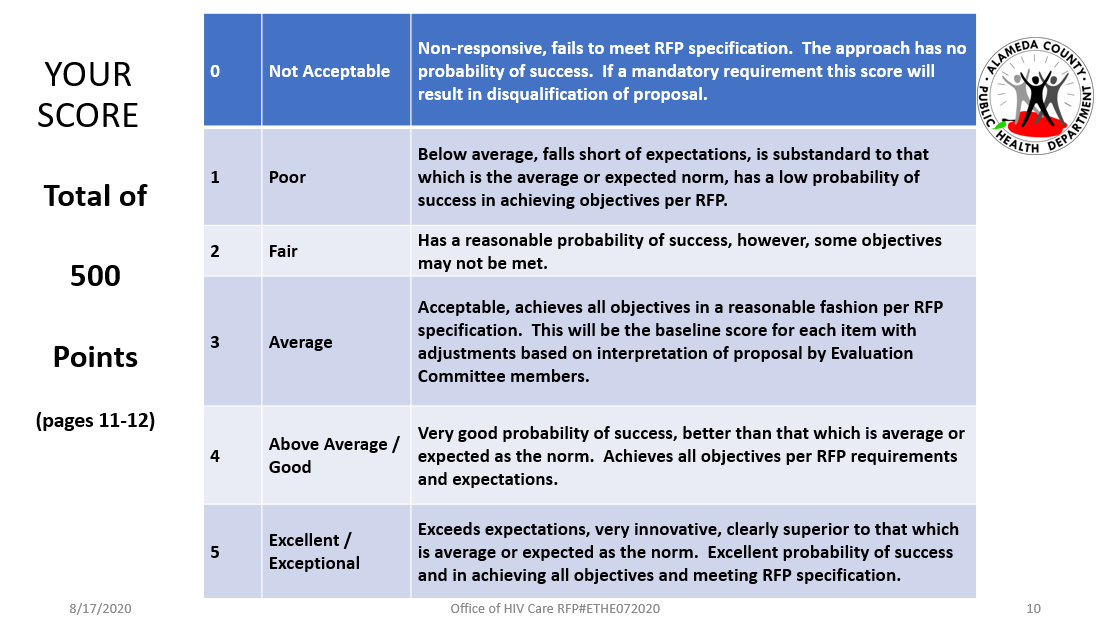 YOUR
SCORE
Total of
500
Points
(pages 11-12)
0
Not Acceptable
Non-responsive, fails to meet RFP specification.  The approach has no
probability of success.  If a mandatory requirement this score will
result in disqualification of proposal.
1
Poor
Below average, falls short of expectations, is substandard to that
which is the average or expected norm, has a low probability of
success in achieving objectives per RFP.
2
Fair
Has a reasonable probability of success, however, some objectives
may not be met.
3
Average
Acceptable, achieves all objectives in a reasonable fashion per RFP
specification.  This will be the baseline score for each item with
adjustments based on interpretation of proposal by Evaluation
Committee members.
4
Above Average /
Good
Very good probability of success, better than that which is average or
expected as the norm.  Achieves all objectives per RFP requirements
and expectations.
5
Excellent /
Exceptional
Exceeds expectations, very innovative, clearly superior to that which
is average or expected as the norm.  Excellent probability of success
and in achieving all objectives and meeting RFP specification.
ALAMEDA COUNTY
PUBLIC HEALTH DEPARTMENT
8/17/2020
Office of HIV Care RFP#ETHE072020
10